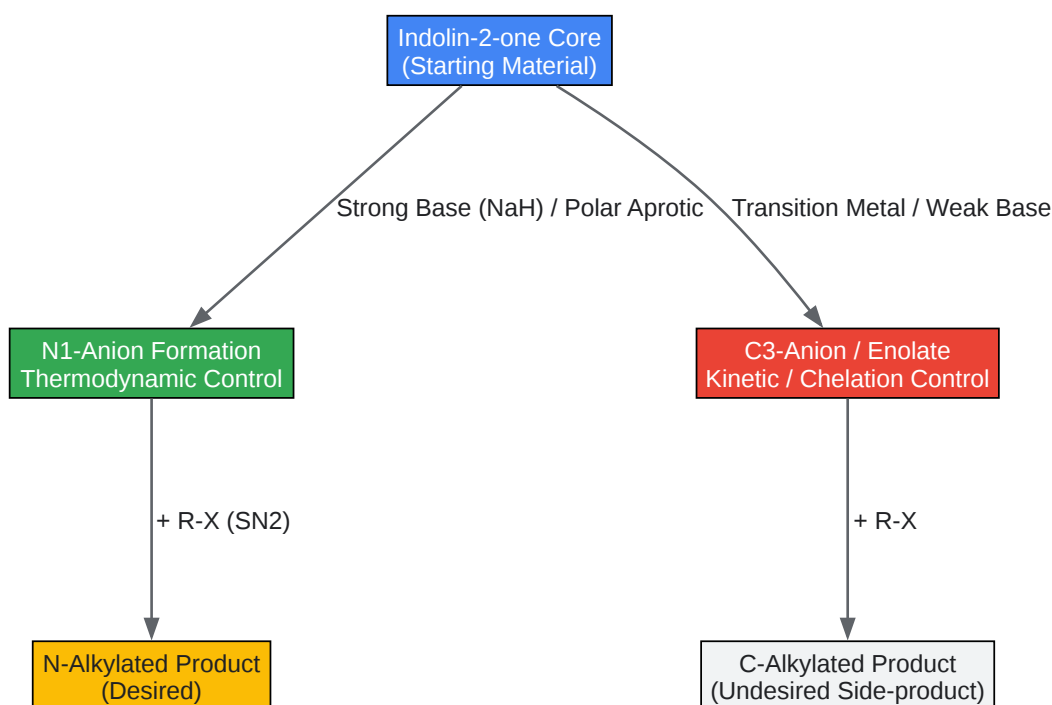 Indolin-2-one Core
(Starting Material)
Strong Base (NaH) / Polar Aprotic
Transition Metal / Weak Base
N1-Anion Formation
Thermodynamic Control
C3-Anion / Enolate
Kinetic / Chelation Control
+ R-X (SN2)
+ R-X
N-Alkylated Product
(Desired)
C-Alkylated Product
(Undesired Side-product)